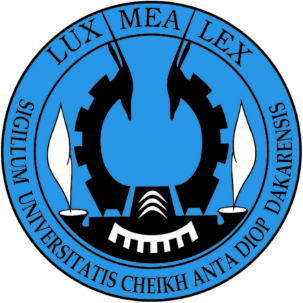 LUX MEA LEX
SIGILLUM UNIVERSITATIS CHEIKH ANTA DIOP DAKARENSIS